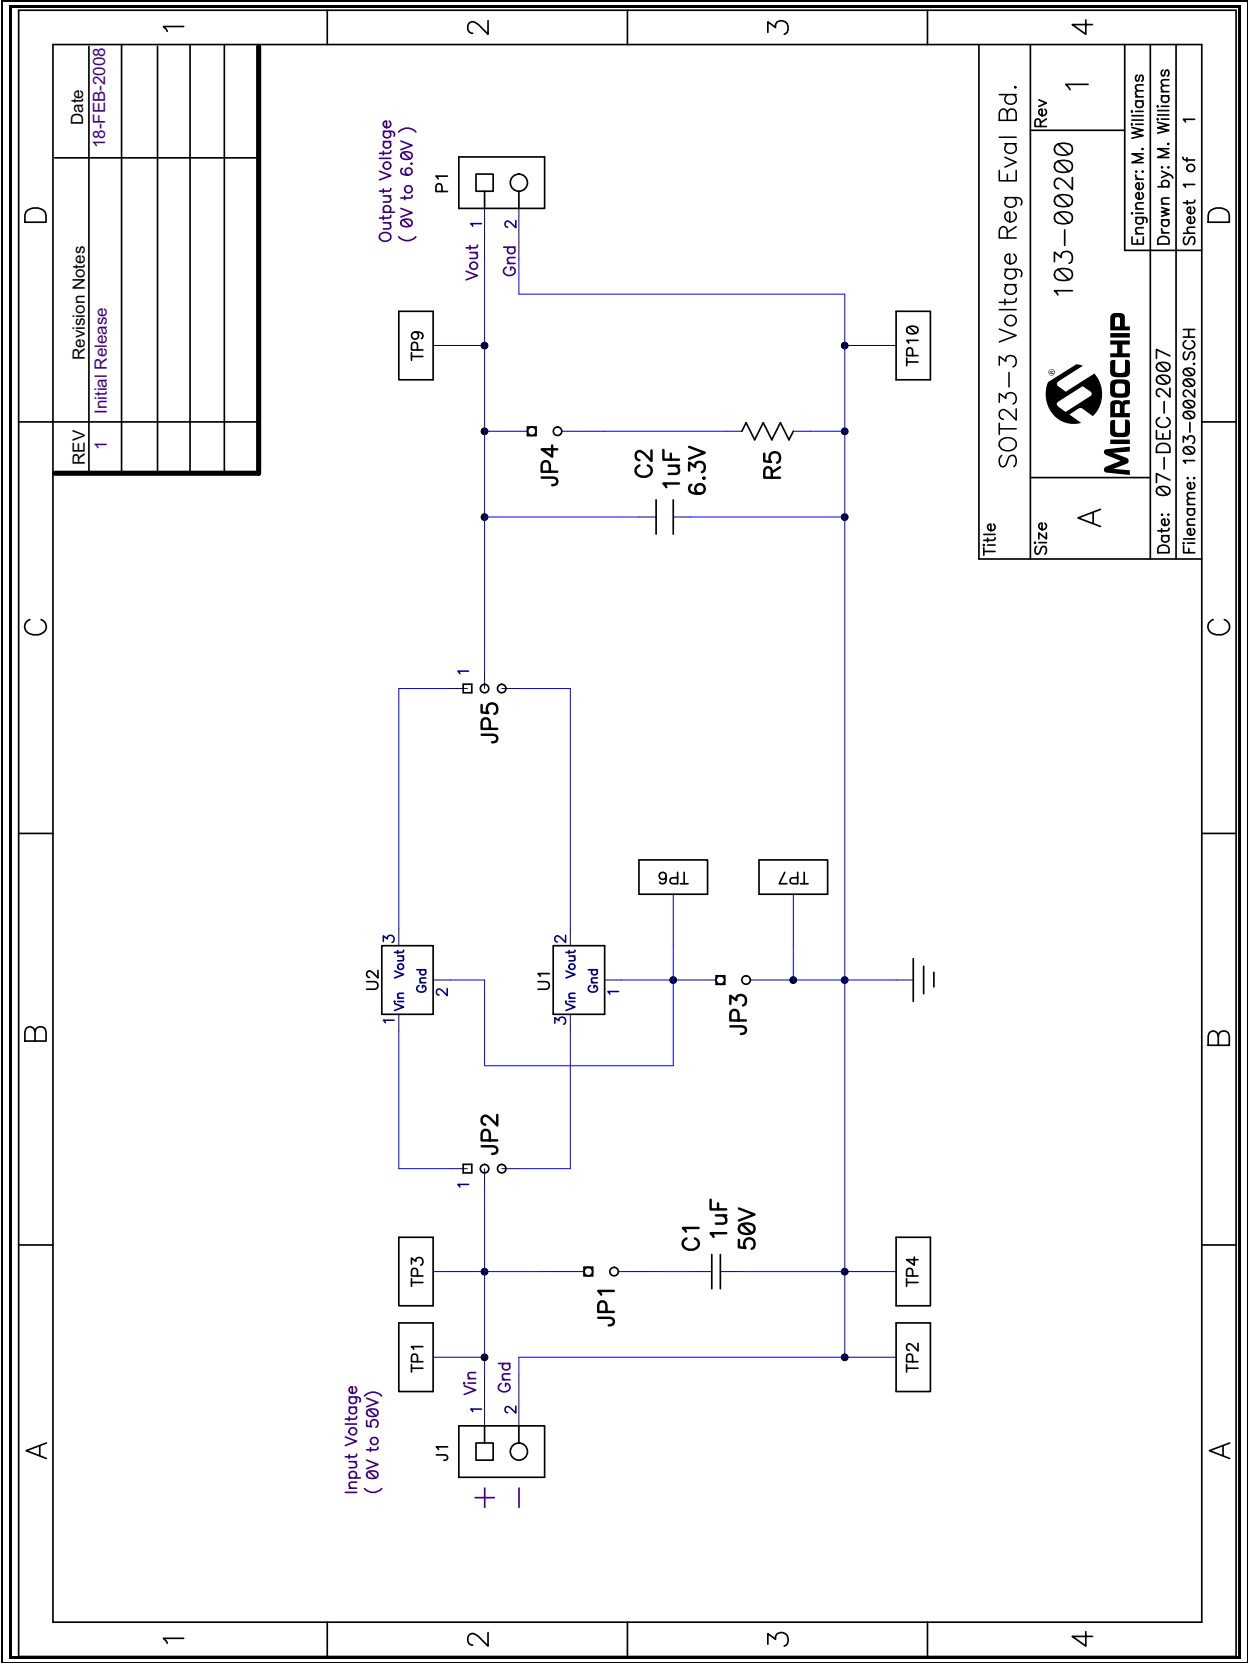 A
B
C
D
1
2
3
4
REV
Revision Notes
Date
1
Initial Release
18-FEB-2008
Input Voltage
( 0V to 50V)
Output Voltage
( 0V to 6.0V )
+
−
J1
1
Vin
2
Gnd
TP1
TP3
JP1
C1
1uF
50V
TP2
TP4
1
JP2
U2
1
Vin
Vout
3
Gnd
2
U1
3
Vin
Vout
2
Gnd
1
TP6
TP7
JP3
1
JP5
C2
1uF
6.3V
JP4
R5
TP9
TP10
Vout
1
Gnd
2
P1
Title
SOT23-3 Voltage Reg Eval Bd.
Size
A
®
MICROCHIP
103-00200
Rev
1
Engineer: M. Williams
Date: 07-DEC-2007
Drawn by: M. Williams
Filename: 103-00200.SCH
Sheet 1 of 1
A
B
C
D
1
2
3
4